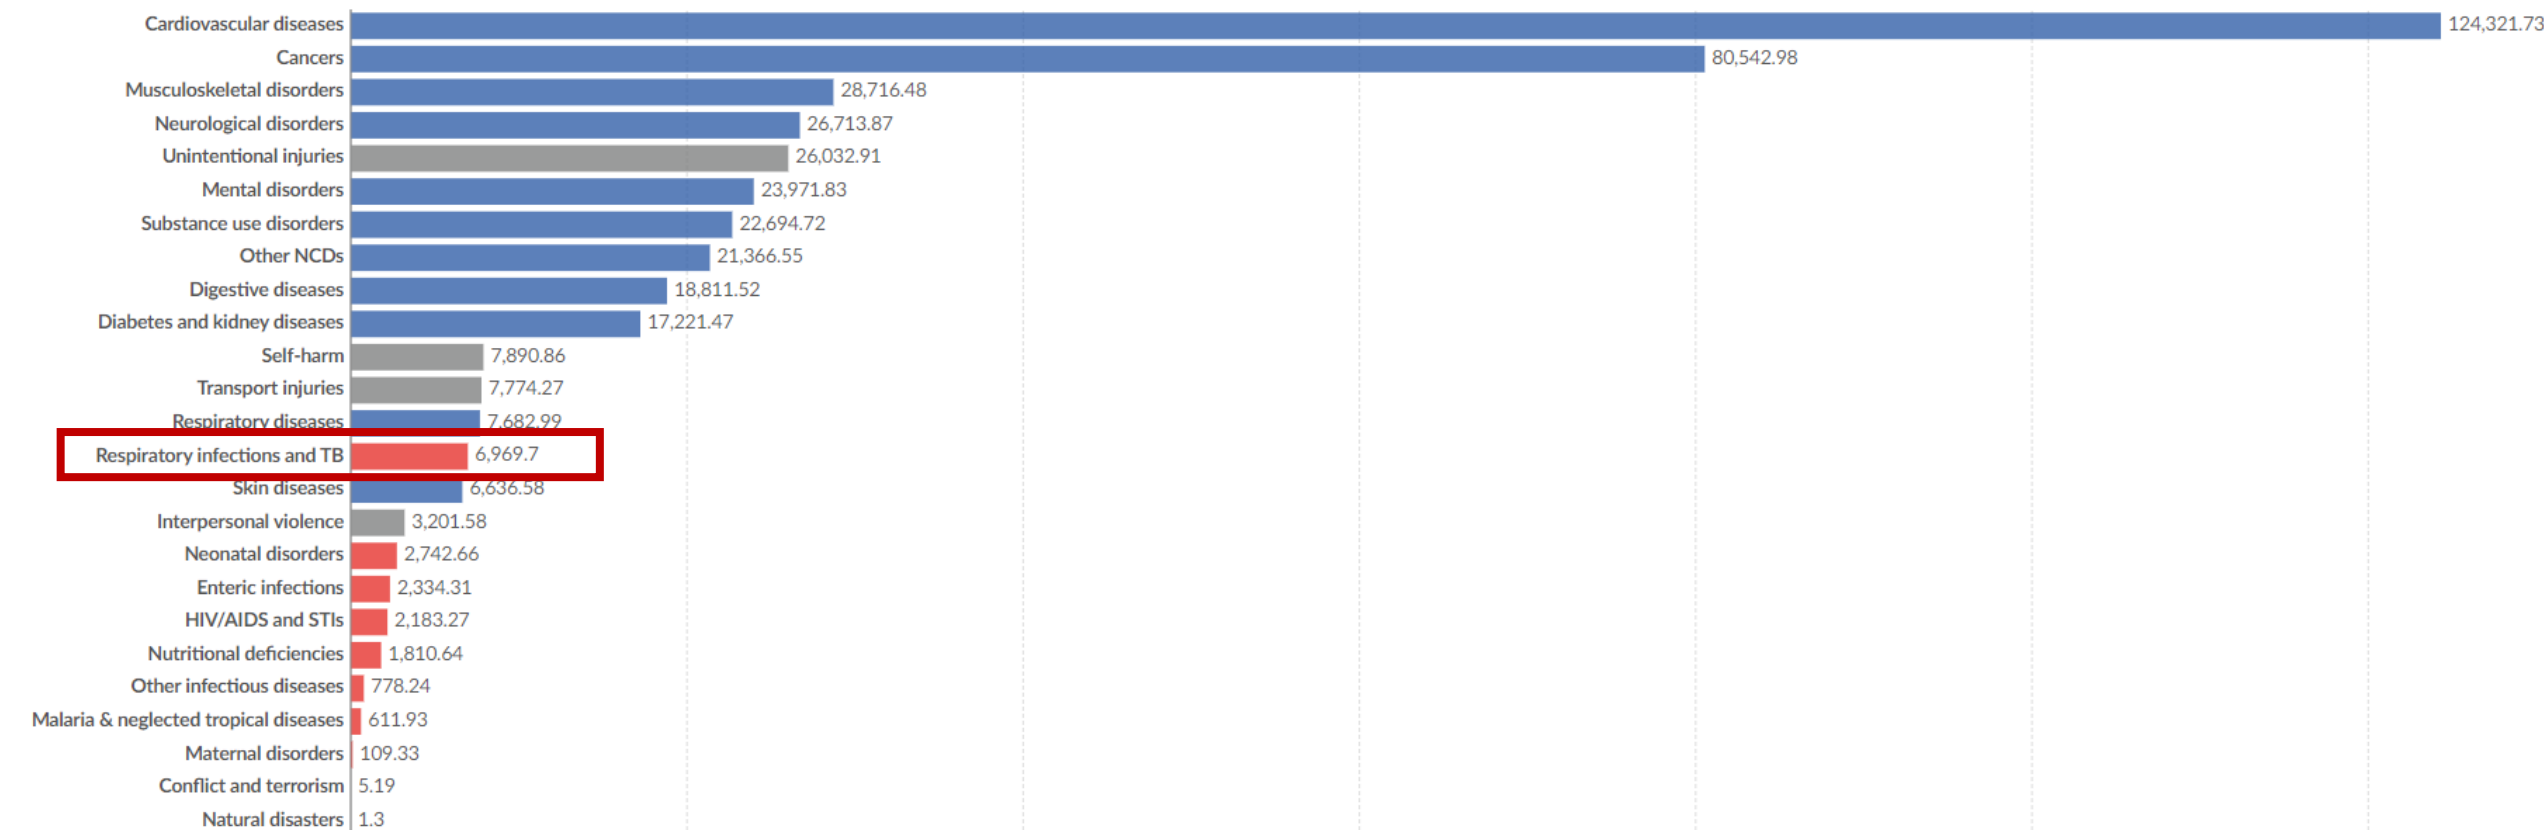 Cardiovascular diseases 124,321.73
Cancers 80,542.98
Musculoskeletal disorders 28,716.48
Neurological disorders 26,713.87
Unintentional injuries 26,032.91
Mental disorders 23,971.83
Substance use disorders 22,694.72
Other NCDs 21,366.55
Digestive diseases 18,811.52
Diabetes and kidney diseases 17,221.47
Self-harm 7,890.86
Transport injuries 7,774.27
Respiratory diseases 7,682.99
Respiratory infections and TB 6,969.7
Skin diseases 6,636.58
Interpersonal violence 3,201.58
Neonatal disorders 2,742.66
Enteric infections 2,334.31
HIV/AIDS and STIs 2,183.27
Nutritional deficiencies 1,810.64
Other infectious diseases 778.24
Malaria & neglected tropical diseases 611.93
Maternal disorders 109.33
Conflict and terrorism 5.19
Natural disasters 1.3